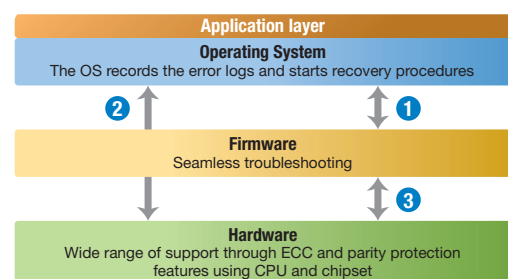 Application layer
Operating System
The OS records the error logs and starts recovery procedures
2
1
Firmware
Seamless troubleshooting
3
Hardware
Wide range of support through ECC and parity protection
features using CPU and chipset